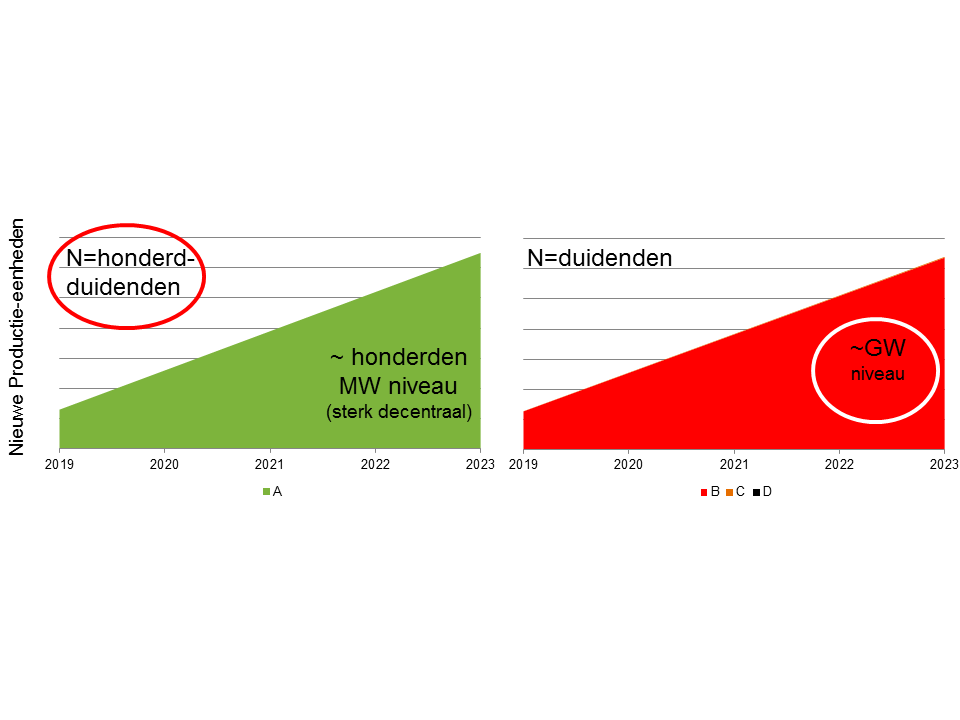 Nieuwe Productie-eenheden
N=honderd-
duidenden
~ honderden
MW niveau
(sterk decentraal)
2019 2020 2021 2022 2023
A
N=duidenden
~GW
niveau
2019 2020 2021 2022 2023
B C D